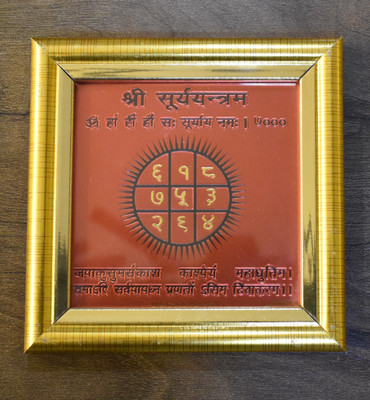 श्री सूर्ययन्त्रम
ॐ हां हीं हौं सः सूर्याय नमः। ७०००
६ १ ८
७ ५ ३
२ ९ ४
जपाकुसुमसंकाशं काश्पेयं महाधुतिम।
सर्वपापघ्न प्रणतो ऽस्मि दिवाकरम।।